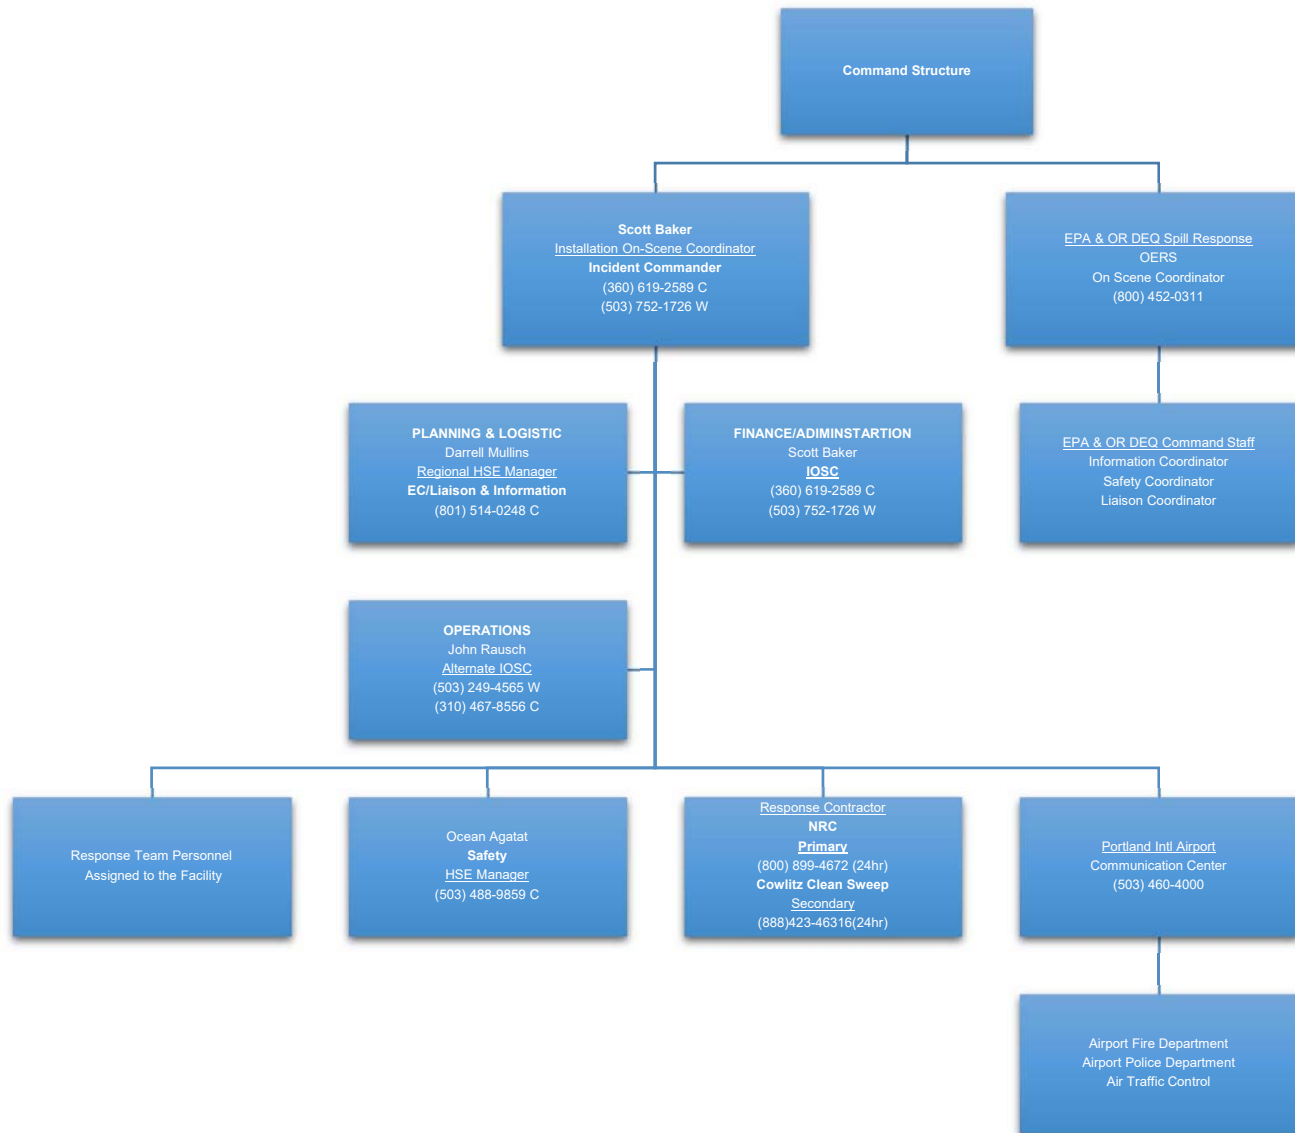 Command Structure
Scott Baker
Installation On-Scene Coordinator
Incident Commander
(360) 619-2589 C
(503) 752-1726 W
EPA & OR DEQ Spill Response
OERS
On Scene Coordinator
(800) 452-0311
PLANNING & LOGISTIC
Darrell Mullins
Regional HSE Manager
EC/Liaison & Information
(801) 514-0248 C
FINANCE/ADIMINSTARTION
Scott Baker
IOSC
(360) 619-2589 C
(503) 752-1726 W
EPA & OR DEQ Command Staff
Information Coordinator
Safety Coordinator
Liaison Coordinator
OPERATIONS
John Rausch
Alternate IOSC
(503) 249-4565 W
(310) 467-8556 C
Response Team Personnel
Assigned to the Facility
Ocean Agatat
Safety
HSE Manager
(503) 488-9859 C
Response Contractor
NRC
Primary
(800) 899-4672 (24hr)
Cowlitz Clean Sweep
Secondary
(888)423-46316(24hr)
Portland Intl Airport
Communication Center
(503) 460-4000
Airport Fire Department
Airport Police Department
Air Traffic Control